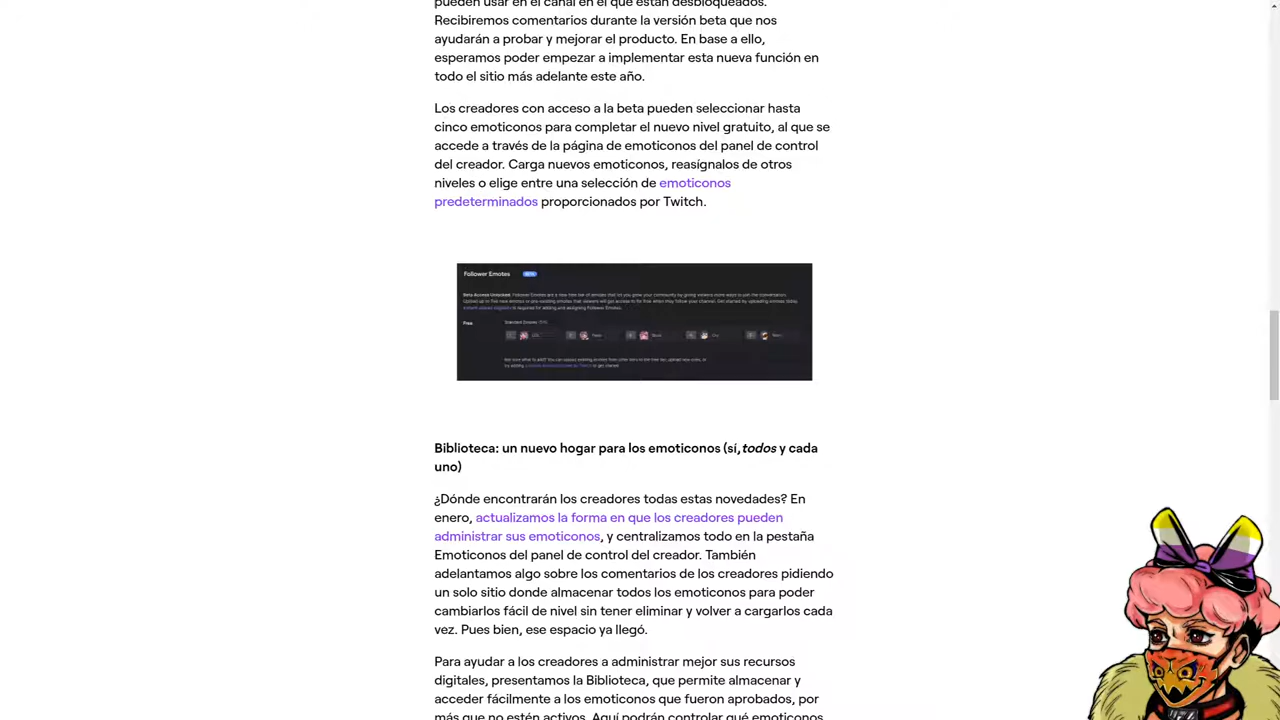 pueden usar en el canal en el que están desbloqueados.
Recibiremos comentarios durante la versión beta que nos
ayudarán a probar y mejorar el producto. En base a ello,
esperamos poder empezar a implementar esta nueva función en
todo el sitio más adelante este año.
Los creadores con acceso a la beta pueden seleccionar hasta
cinco emoticonos para completar el nuevo nivel gratuito, al que se
accede a través de la página de emoticonos del panel de control
del creador. Carga nuevos emoticonos, reasígnalos de otros
niveles o elige entre una selección de emoticonos
predeterminados proporcionados por Twitch.
Follower Emotes
Beta Access Unlocked:
Free
Biblioteca: un nuevo hogar para los emoticonos (sí, todos y cada
uno)
¿Dónde encontrarán los creadores todas estas novedades? En
enero, actualizamos la forma en que los creadores pueden
administrar sus emoticonos, y centralizamos todo en la pestaña
Emoticonos del panel de control del creador. También
adelantamos algo sobre los comentarios de los creadores pidiendo
un solo sitio donde almacenar todos los emoticonos para poder
cambiarlos fácil de nivel sin tener eliminar y volver a cargarlos cada
vez. Pues bien, ese espacio ya llegó.
Para ayudar a los creadores a administrar mejor sus recursos
digitales, presentamos la Biblioteca, que permite almacenar y
acceder fácilmente a los emoticonos que fueron aprobados, por
más que no estén activos. Aquí podrán controlar qué emoticonos